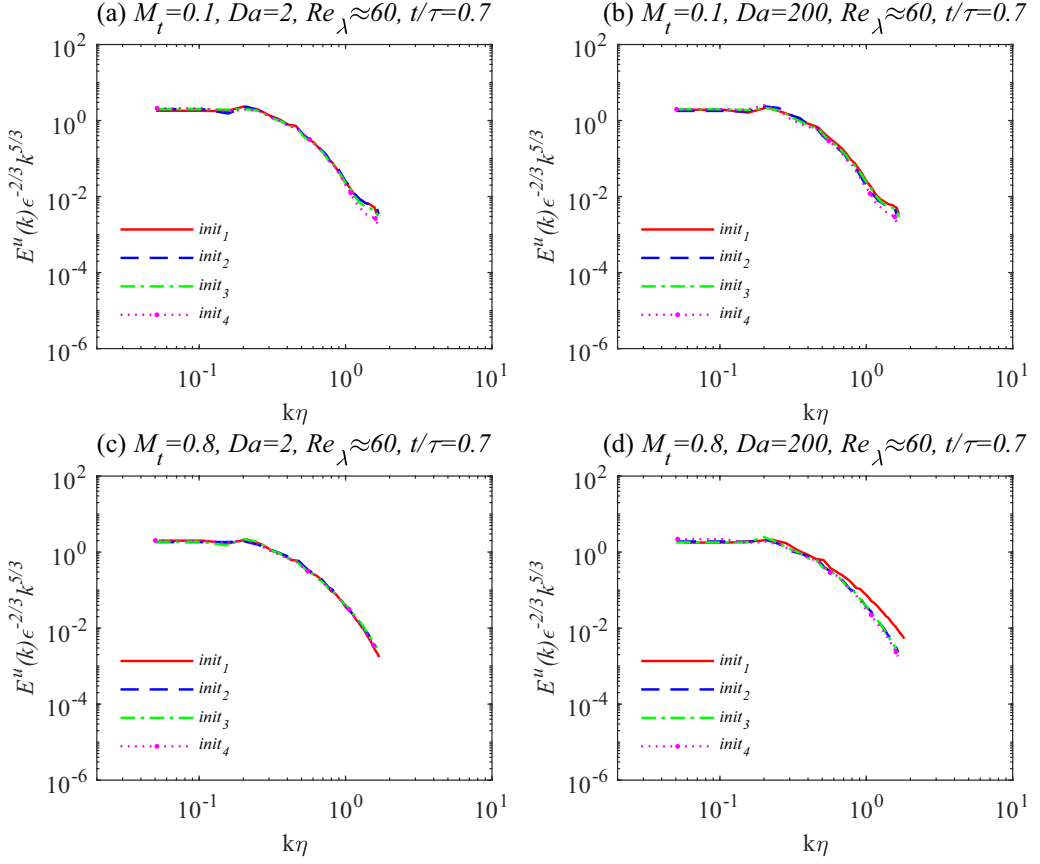 (a) M_t=0.1, Da=2, Re_λ≈60, t/τ=0.7
10^2
10^0
10^-2
10^-4
10^-6
E^u(k)ϵ^-2/3 k^5/3
init_1
init_2
init_3
init_4
10^-1
10^0
10^1
kη
(b) M_t=0.1, Da=200, Re_λ≈60, t/τ=0.7
10^2
10^0
10^-2
10^-4
10^-6
E^u(k)ϵ^-2/3 k^5/3
init_1
init_2
init_3
init_4
10^-1
10^0
10^1
kη
(c) M_t=0.8, Da=2, Re_λ≈60, t/τ=0.7
10^2
10^0
10^-2
10^-4
10^-6
E^u(k)ϵ^-2/3 k^5/3
init_1
init_2
init_3
init_4
10^-1
10^0
10^1
kη
(d) M_t=0.8, Da=200, Re_λ≈60, t/τ=0.7
10^2
10^0
10^-2
10^-4
10^-6
E^u(k)ϵ^-2/3 k^5/3
init_1
init_2
init_3
init_4
10^-1
10^0
10^1
kη